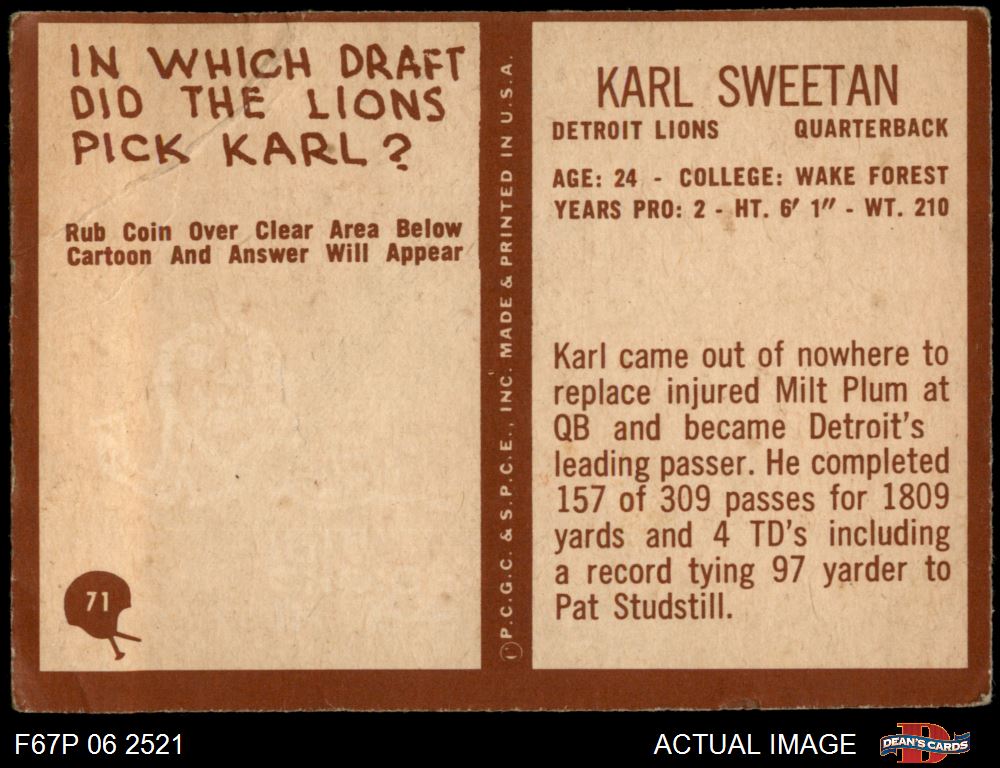 IN WHICH DRAFT
DID THE LIONS
PICK KARL?
Rub Coin Over Clear Area Below
Cartoon And Answer Will Appear
71
©P.C.G.C. & S.P.C.E., INC. MADE & PRINTED IN U.S.A.
KARL SWEETAN
DETROIT LIONS QUARTERBACK
AGE: 24 - COLLEGE: WAKE FOREST
YEARS PRO: 2 - HT. 6' 1" - WT. 210
Karl came out of nowhere to
replace injured Milt Plum at
QB and became Detroit's
leading passer. He completed
157 of 309 passes for 1809
yards and 4 TD's including
a record tying 97 yarder to
Pat Studstill.
F67P 06 2521
ACTUAL IMAGE
DEAN'S CARDS